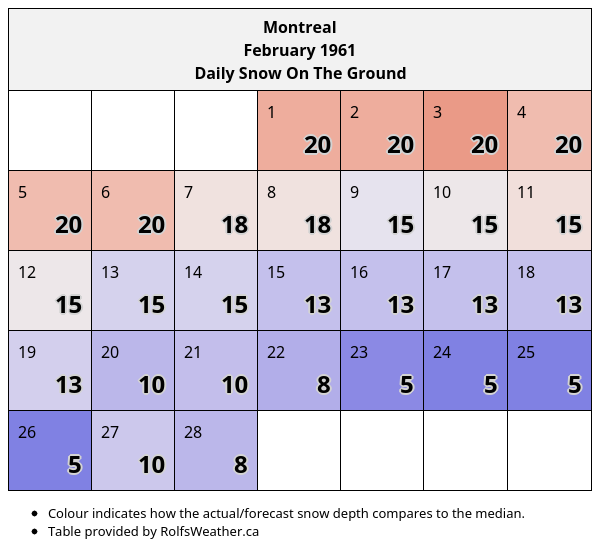 Montreal
February 1961
Daily Snow On The Ground
1 2 3 4
20 20 20 20
5 6 7 8 9 10 11
20 20 18 18 15 15 15
12 13 14 15 16 17 18
15 15 15 13 13 13 13
19 20 21 22 23 24 25
13 10 10 8 5 5 5
26 27 28
5 10 8
• Colour indicates how the actual/forecast snow depth compares to the median.
• Table provided by RolfsWeather.ca